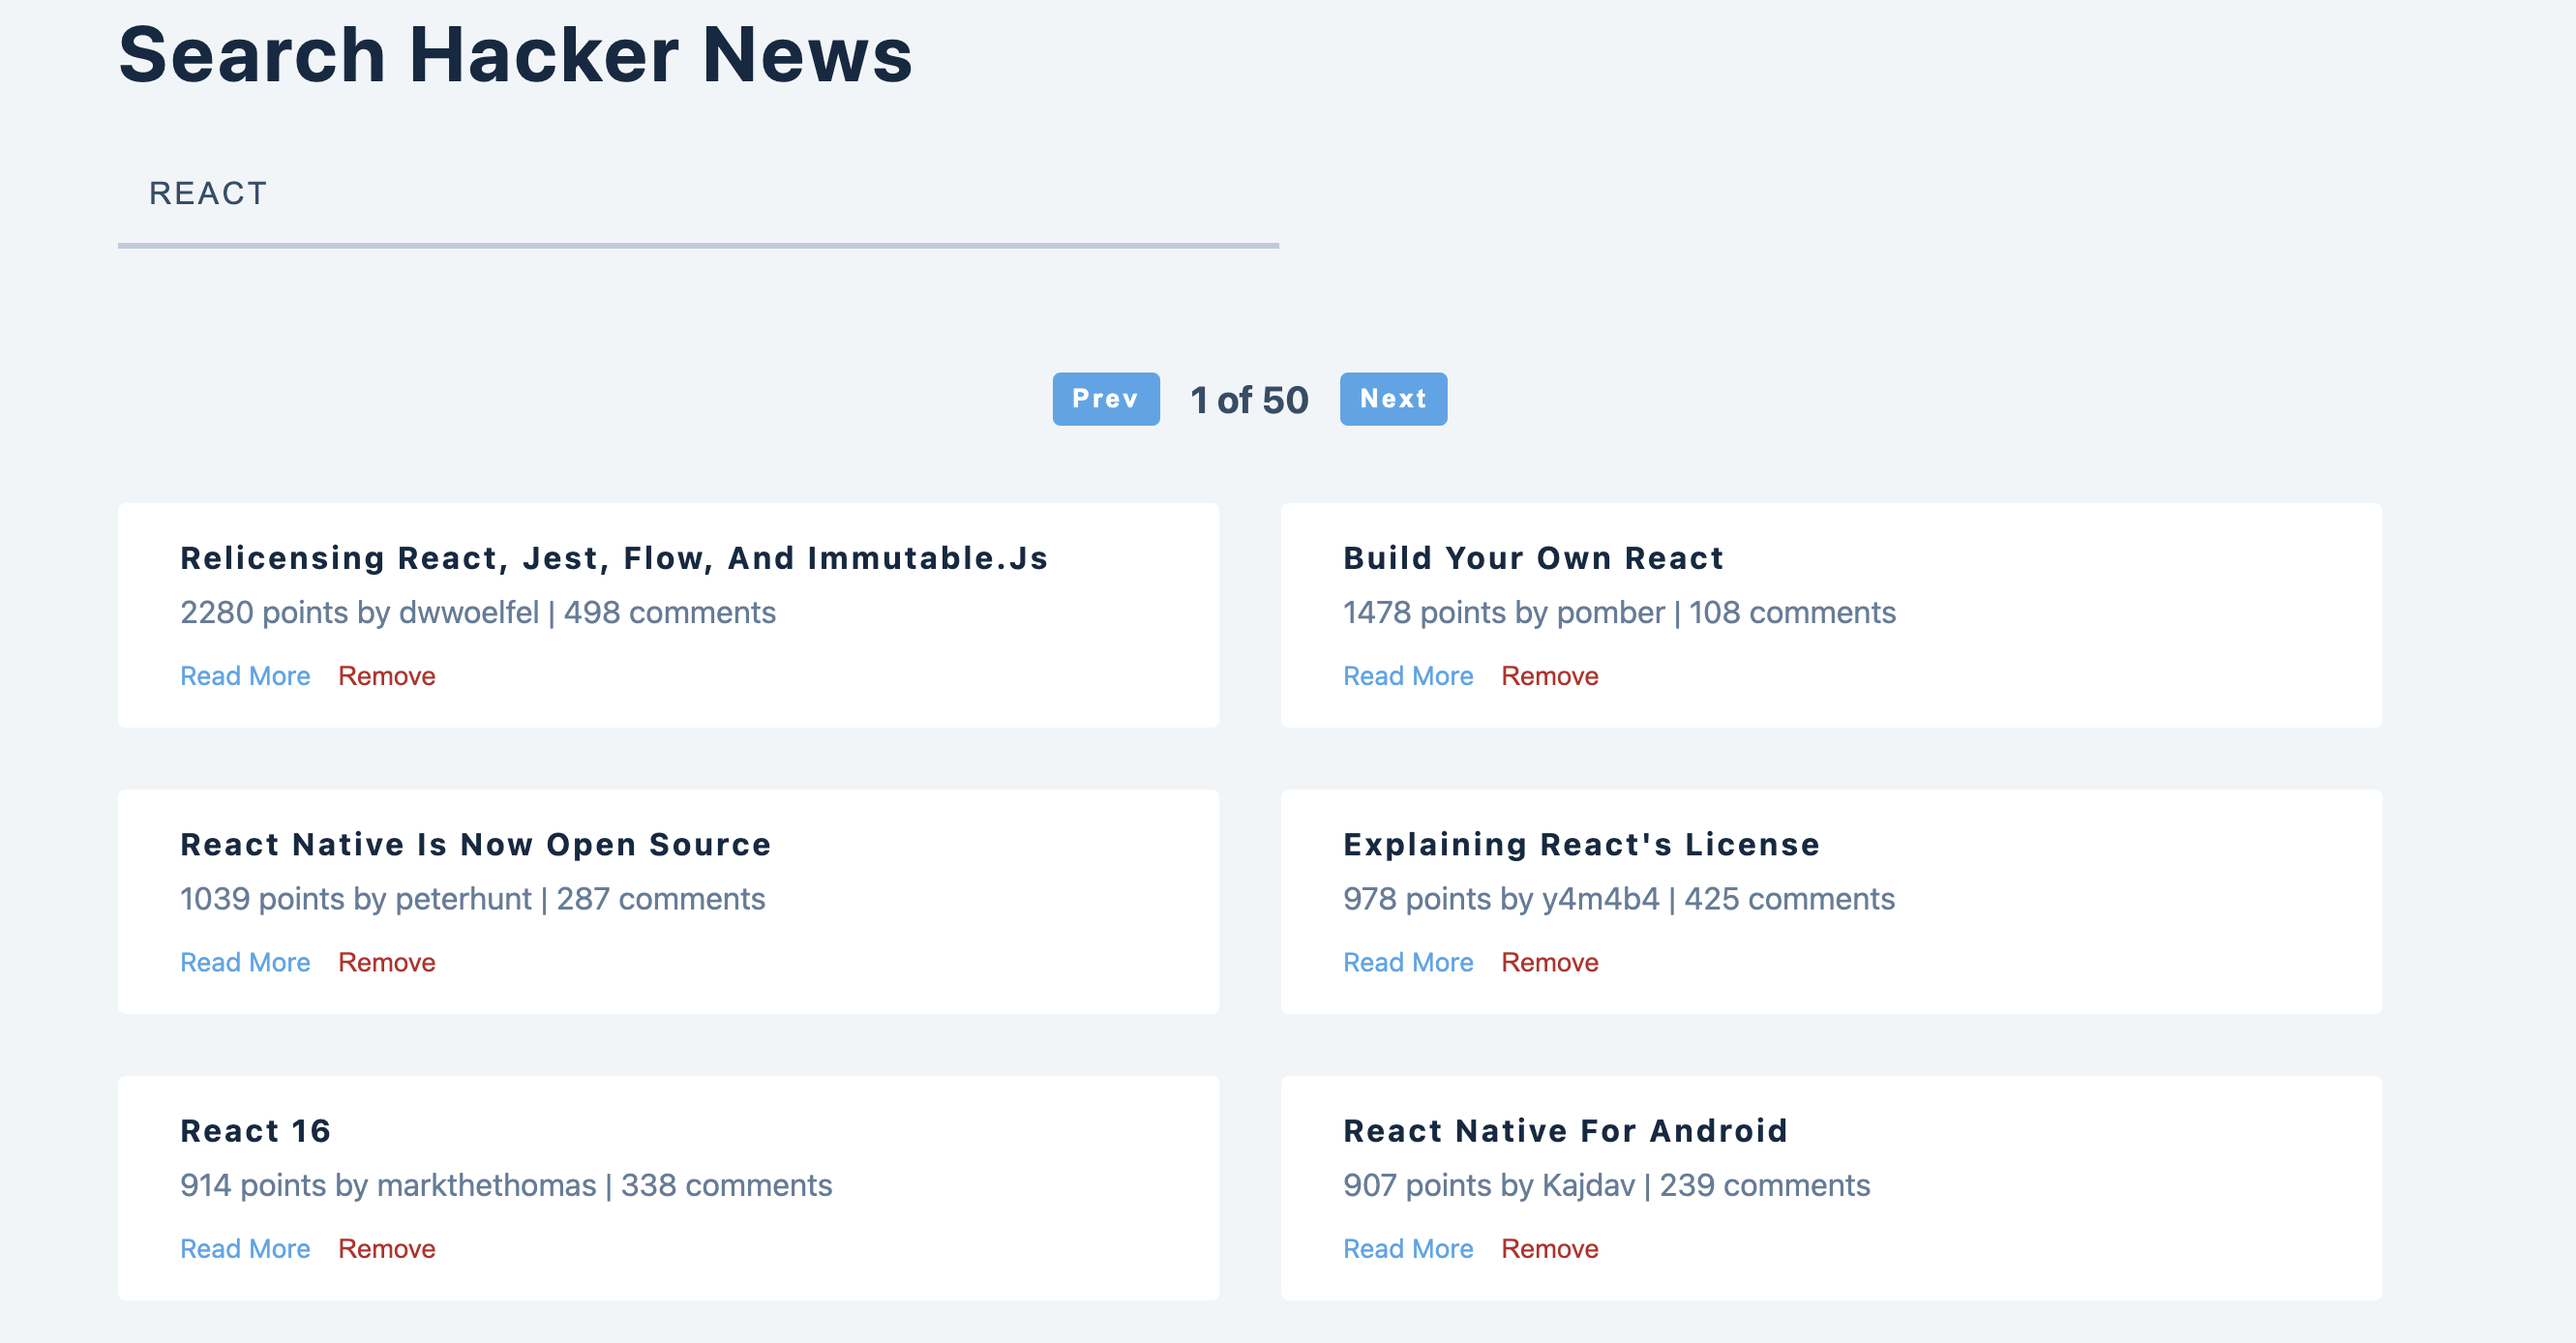 Search Hacker News
REACT
Prev 1 of 50 Next
Relicensing React, Jest, Flow, And Immutable.Js
2280 points by dwwoelfel | 498 comments
Read More Remove
Build Your Own React
1478 points by pomber | 108 comments
Read More Remove
React Native Is Now Open Source
1039 points by peterhunt | 287 comments
Read More Remove
Explaining React's License
978 points by y4m4b4 | 425 comments
Read More Remove
React 16
914 points by markthethomas | 338 comments
Read More Remove
React Native For Android
907 points by Kajdav | 239 comments
Read More Remove